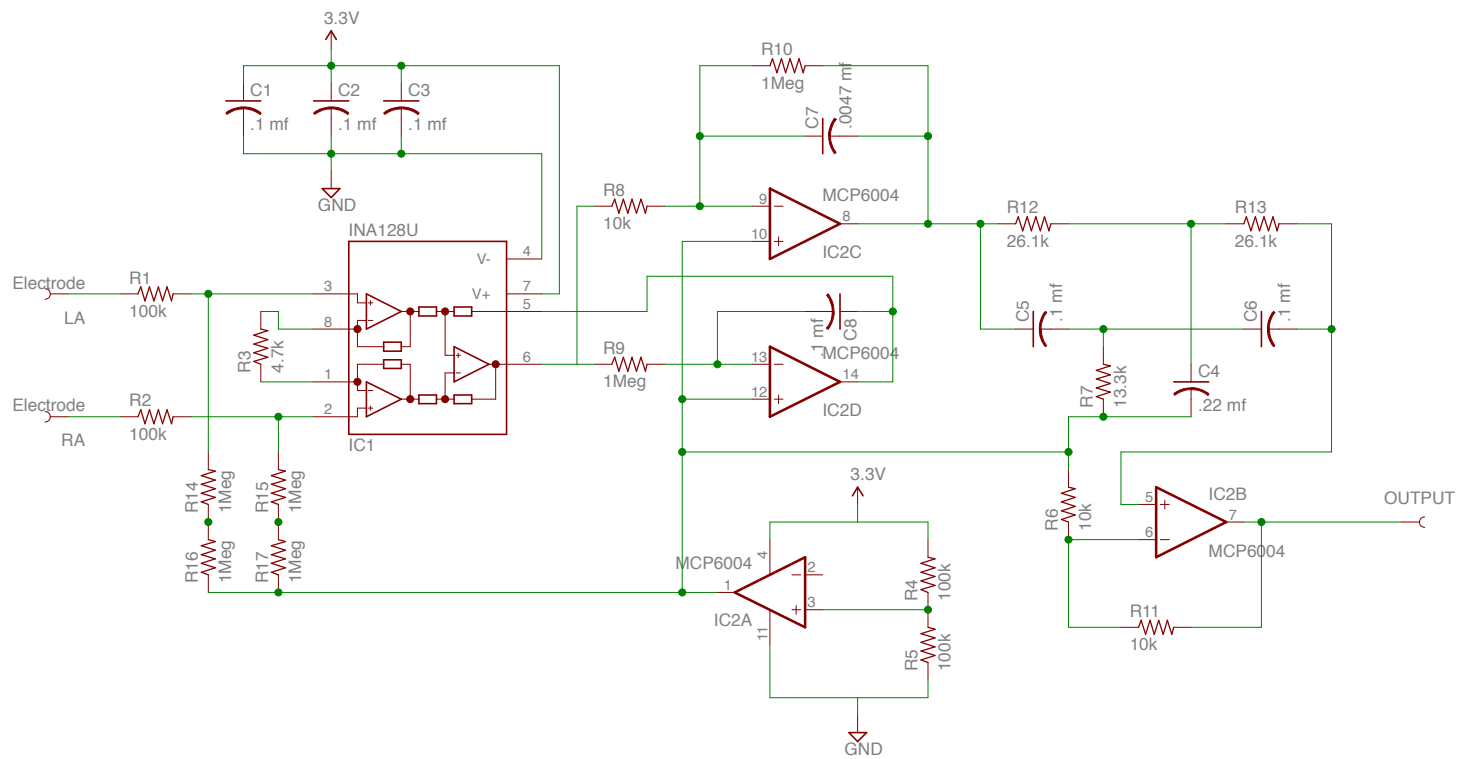 3.3V
C1
.1 mf
C2
.1 mf
C3
.1 mf
GND
R10
1Meg
C7
.0047 mf
R8
10k
MCP6004
9
10
8
IC2C
INA128U
V-
4
V+
7
5
3
8
1
2
6
IC1
Electrode
LA
R1
100k
R3
4.7k
Electrode
RA
R2
100k
R9
1Meg
.1 mf
C8
MCP6004
13
12
14
IC2D
R12
26.1k
R13
26.1k
C5
.1 mf
C6
.1 mf
R7
13.3k
C4
.22 mf
R14
1Meg
R15
1Meg
R16
1Meg
R17
1Meg
3.3V
MCP6004
4
2
1
3
11
IC2A
R4
100k
R5
100k
GND
R6
10k
5
6
7
IC2B
MCP6004
OUTPUT
R11
10k